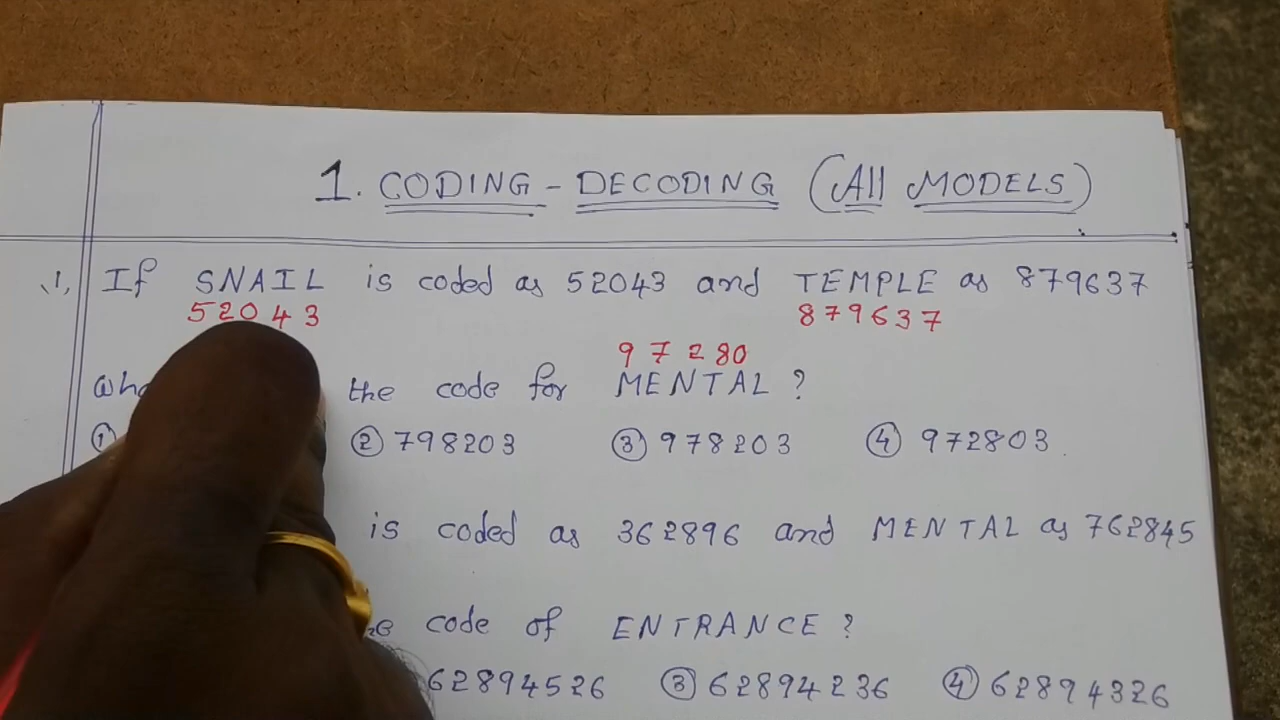 1. CODING - DECODING (All MODELS)
1, If SNAIL is coded as 52043 and TEMPLE as 879637
52043 879637
97280
the code for MENTAL ?
① ② 798203 ③ 978203 ④ 972803
is coded as 362896 and MENTAL as 762845
code of ENTRANCE ?
62894526 ③ 62894236 ④ 62894326